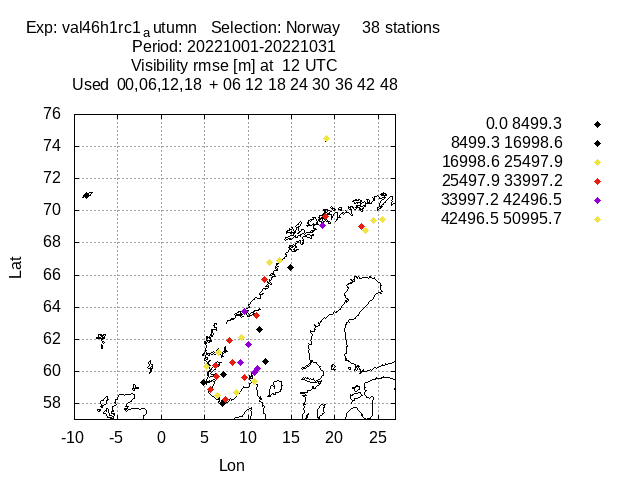 Exp: val46h1rc1_autumn   Selection: Norway     38 stations
Period: 20221001-20221031
Visibility rmse [m] at  12 UTC
Used  00,06,12,18  + 06 12 18 24 30 36 42 48
0.0 8499.3
8499.3 16998.6
16998.6 25497.9
25497.9 33997.2
33997.2 42496.5
42496.5 50995.7
76
74
72
70
68
66
64
62
60
58
Lat
-10 -5 0 5 10 15 20 25
Lon